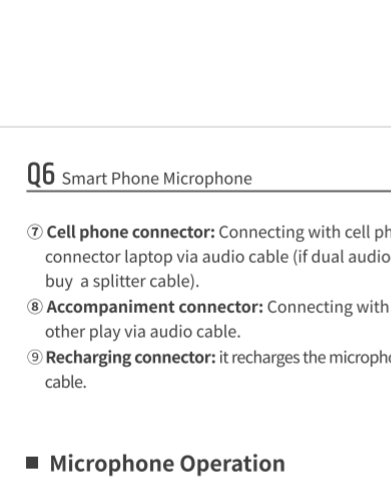 Q6 Smart Phone Microphone
⑦ Cell phone connector: Connecting with cell
connector laptop via audio cable (if dual audio
buy a splitter cable).
⑧ Accompaniment connector: Connecting with
other play via audio cable.
⑨ Recharging connector: it recharges the
cable.
■ Microphone Operation